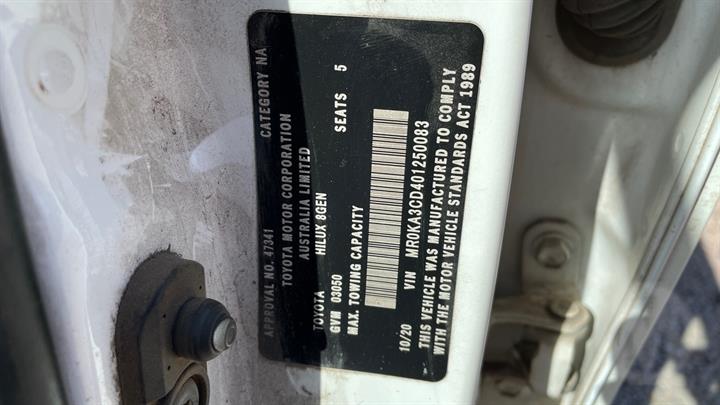 APPROVAL NO. 47341 CATEGORY NA
TOYOTA MOTOR CORPORATION
AUSTRALIA LIMITED
TOYOTA HILUX 8GEN
GVM 03050 SEATS 5
MAX. TOWING CAPACITY
10/20 VIN MR0KA3CD401250083
THIS VEHICLE WAS MANUFACTURED TO COMPLY
WITH THE MOTOR VEHICLE STANDARDS ACT 1989